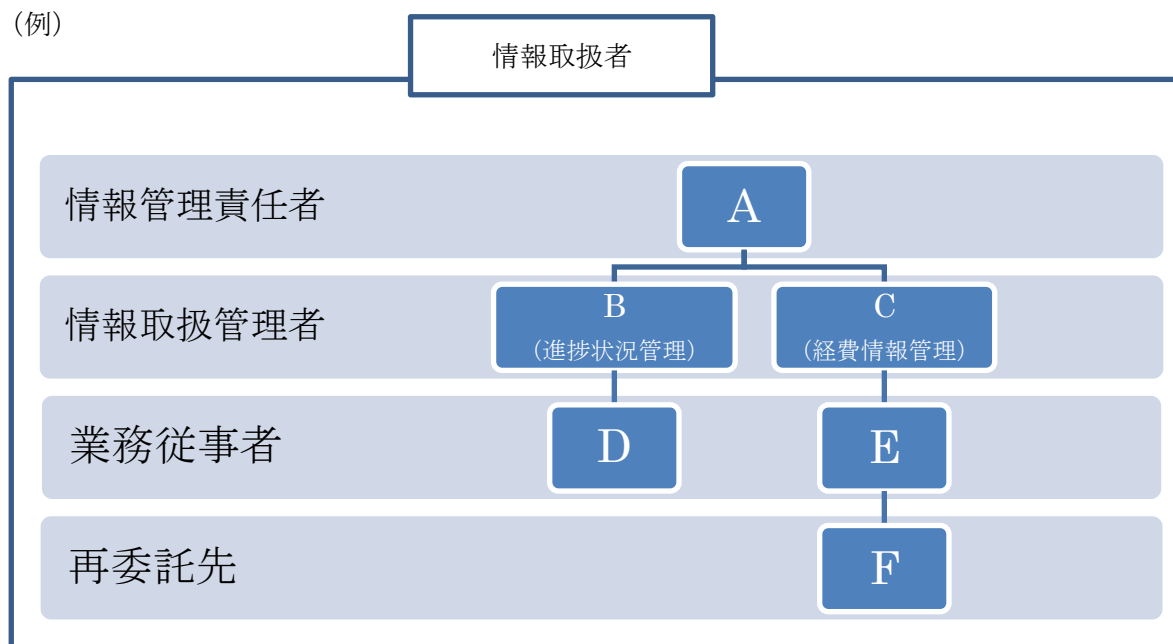 （例）
情報取扱者
情報管理責任者
A
情報取扱管理者
B
（進捗状況管理）
C
（経費情報管理）
業務従事者
D
E
再委託先
F